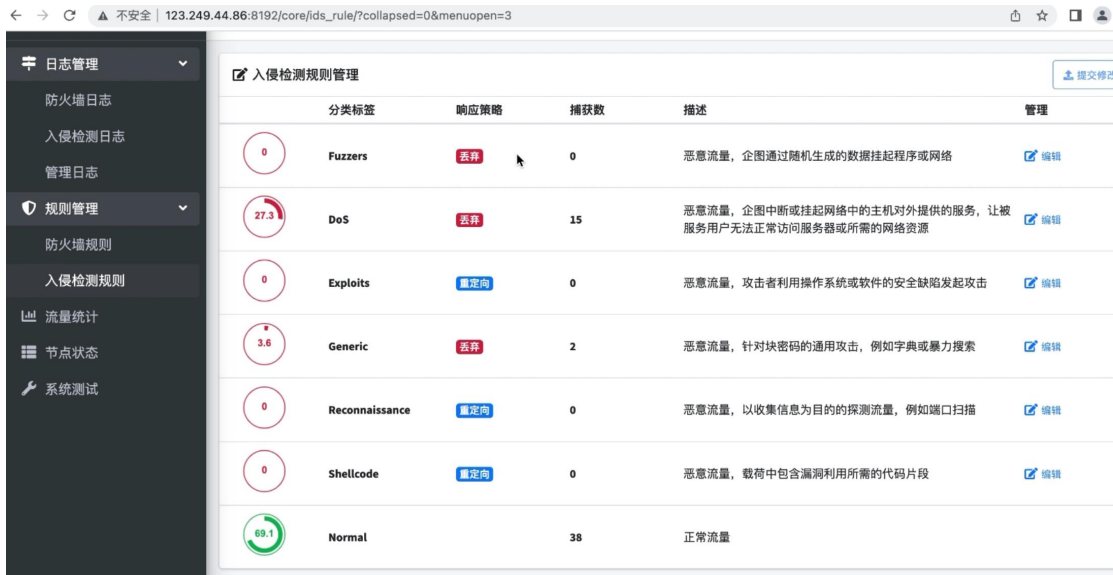 不安全 | 123.249.44.86:8192/core/ids_rule/?collapsed=0&menuopen=3
日志管理
防火墙日志
入侵检测日志
管理日志
规则管理
防火墙规则
入侵检测规则
流量统计
节点状态
系统测试
入侵检测规则管理
提交修改
分类标签 响应策略 捕获数 描述 管理
0 Fuzzers 丢弃 0 恶意流量，企图通过随机生成的数据挂起程序或网络 编辑
27.3 DoS 丢弃 15 恶意流量，企图中断或挂起网络中的主机对外提供的服务，让被
服务用户无法正常访问服务器或所需的网络资源 编辑
0 Exploits 重定向 0 恶意流量，攻击者利用操作系统或软件的安全缺陷发起攻击 编辑
3.6 Generic 丢弃 2 恶意流量，针对块密码的通用攻击，例如字典或暴力搜索 编辑
0 Reconnaissance 重定向 0 恶意流量，以收集信息为目的的探测流量，例如端口扫描 编辑
0 Shellcode 重定向 0 恶意流量，载荷中包含漏洞利用所需的代码片段 编辑
69.1 Normal 38 正常流量